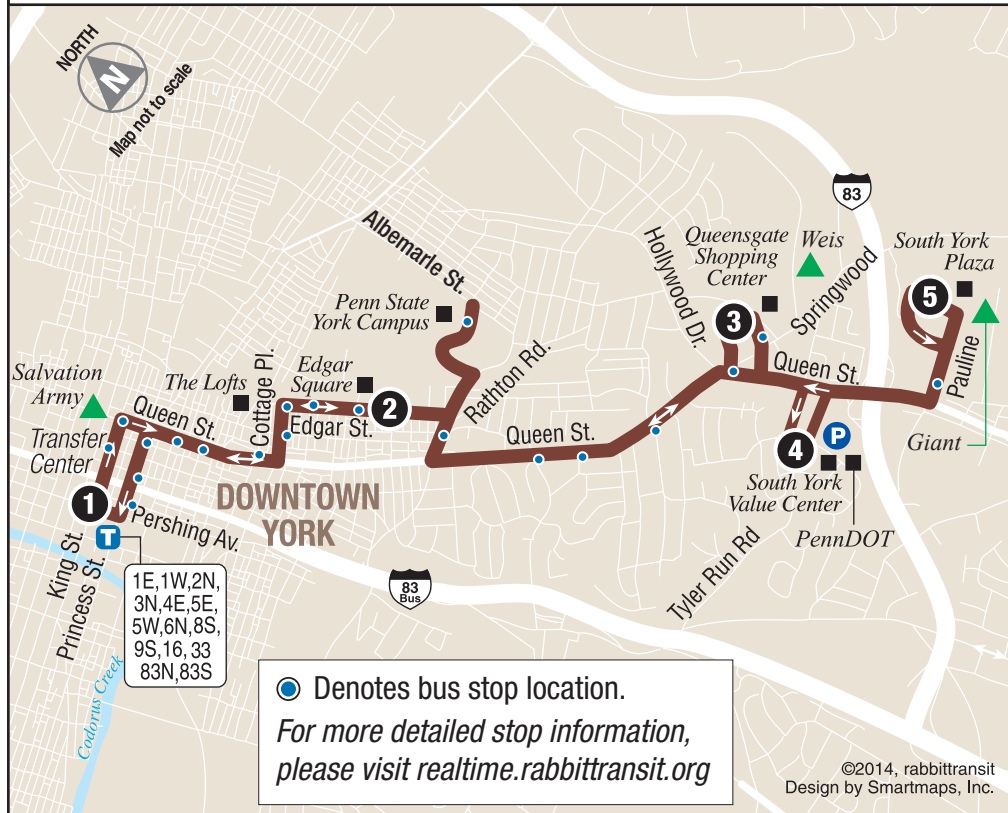 NORTH
N
Map not to scale
83
Albemarle St.
Penn State
York Campus
Hollywood Dr.
Queensgate
Shopping
Center
Weis
Springwood
South York
Plaza
5
3
Salvation
Army
The Lofts
Cottage Pl.
Edgar
Square
2
Edgar St.
Rathton Rd.
Queen St.
Pauline
Queen St.
Queen St.
Transfer
Center
Giant
4
P
South York
Value Center
PennDOT
Tyler Run Rd
1
DOWNTOWN
YORK
Pershing Av.
King St.
Princess St.
T
83
Bus
1E,1W,2N,
3N,4E,5E,
5W,6N,8S,
9S,16, 33
83N,83S
Codorus Creek
Denotes bus stop location.
For more detailed stop information,
please visit realtime.rabbittransit.org
©2014, rabbittransit
Design by Smartmaps, Inc.